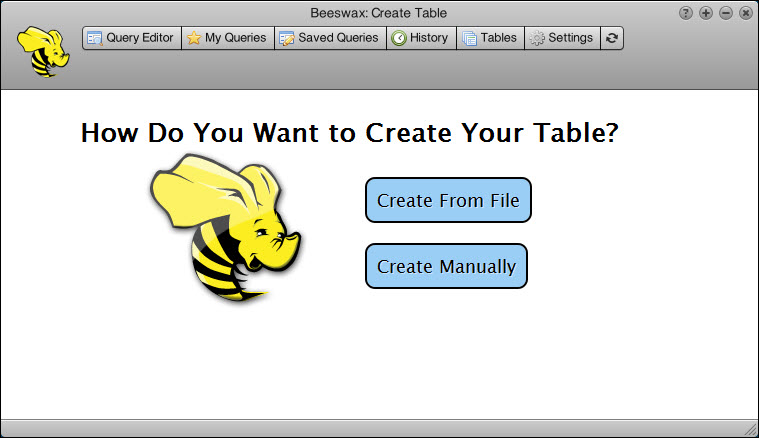 Beeswax: Create Table
Query Editor My Queries Saved Queries History Tables Settings
How Do You Want to Create Your Table?
Create From File
Create Manually